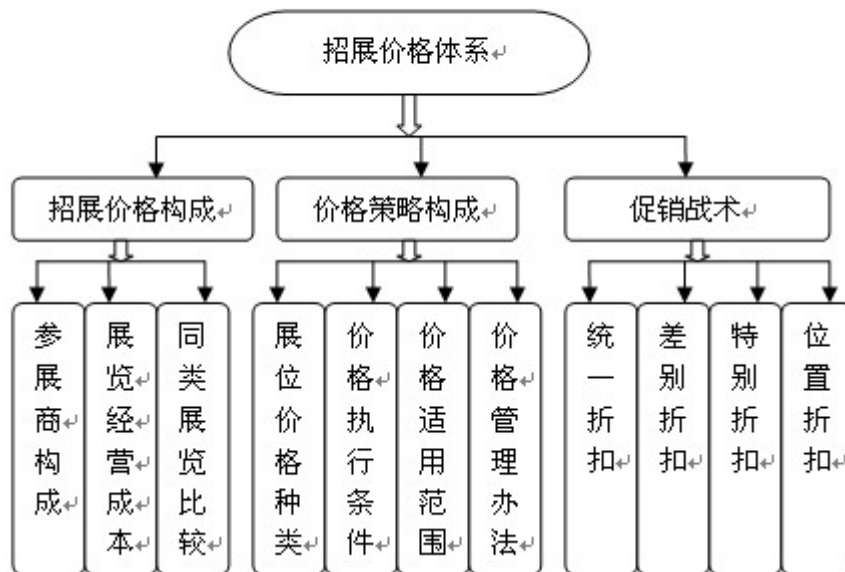 招展价格体系
招展价格构成
价格策略构成
促销战术
参展商构成
展览经营成本
同类展览比较
展位价格种类
价格执行条件
价格适用范围
价格管理办法
统一折扣
差别折扣
特别折扣
位置折扣